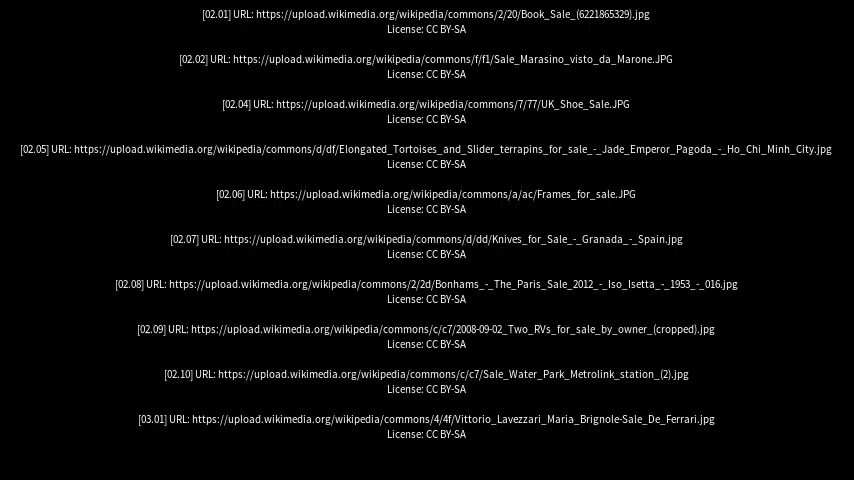 [02.01] URL: https://upload.wikimedia.org/wikipedia/commons/2/20/Book_Sale_(6221865329).jpg
License: CC BY-SA
[02.02] URL: https://upload.wikimedia.org/wikipedia/commons/f/f1/Sale_Marasino_visto_da_Marone.JPG
License: CC BY-SA
[02.04] URL: https://upload.wikimedia.org/wikipedia/commons/7/77/UK_Shoe_Sale.JPG
License: CC BY-SA
[02.05] URL: https://upload.wikimedia.org/wikipedia/commons/d/df/Elongated_Tortoises_and_Slider_terrapins_for_sale_-_Jade_Emperor_Pagoda_-_Ho_Chi_Minh_City.jpg
License: CC BY-SA
[02.06] URL: https://upload.wikimedia.org/wikipedia/commons/a/ac/Frames_for_sale.JPG
License: CC BY-SA
[02.07] URL: https://upload.wikimedia.org/wikipedia/commons/d/dd/Knives_for_Sale_-_Granada_-_Spain.jpg
License: CC BY-SA
[02.08] URL: https://upload.wikimedia.org/wikipedia/commons/2/2d/Bonhams_-_The_Paris_Sale_2012_-_Iso_Isetta_-_1953_-_016.jpg
License: CC BY-SA
[02.09] URL: https://upload.wikimedia.org/wikipedia/commons/c/c7/2008-09-02_Two_RVs_for_sale_by_owner_(cropped).jpg
License: CC BY-SA
[02.10] URL: https://upload.wikimedia.org/wikipedia/commons/c/c7/Sale_Water_Park_Metrolink_station_(2).jpg
License: CC BY-SA
[03.01] URL: https://upload.wikimedia.org/wikipedia/commons/4/4f/Vittorio_Lavezzari_Maria_Brignole-Sale_De_Ferrari.jpg
License: CC BY-SA